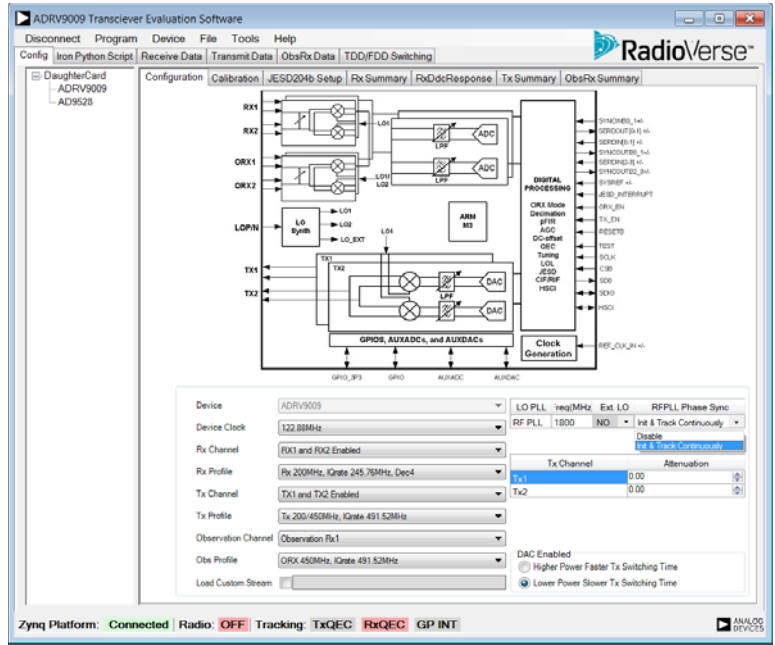 ADRV9009 Transciever Evaluation Software
Disconnect Program Device File Tools Help
Config Iron Python Script Receive Data Transmit Data ObsRx Data TDD/FDD Switching
RadioVerse
DaughterCard
ADRV9009
AD9528
Configuration Calibration JESD204b Setup Rx Summary RxDdcResponse Tx Summary ObsRx Summary
RX1
RX2
LO1
LPF
ADC
ORX1
ORX2
LO1/
LO2
LPF
ADC
LOP/N
LO
Synth
LO1
LO2
LO_EXT
LO1
ARM
M3
TX1
TX2
TX1
TX2
LPF
DAC
DAC
DIGITAL
PROCESSING
ORX Mode
Decimation
pFIR
AGC
DC-offset
QEC
Tuning
LOL
JESD
CIF/RIF
HSCI
SYNCINB0_1+/-
SERDOUT[0-1] +/-
SERDIN[0-1] +/-
SYNCOUTB0_1+/-
SERDIN[2-3] +/-
SYNCOUTB2_3+/-
SYSREF +/-
JESD_INTERRUPT
ORX_EN
TX_EN
RESETB
TEST
SCLK
CSB
SDO
SDIO
HSCI
GPIOS, AUXADCs, and AUXDACs
Clock
Generation
REF_CLK_IN +/-
GPIO_3P3 GPIO AUXADC AUXDAC
Device ADRV9009
Device Clock 122.88MHz
Rx Channel RX1 and RX2 Enabled
Rx Profile Rx 200MHz, IQrate 245.76MHz, Dec4
Tx Channel TX1 and TX2 Enabled
Tx Profile Tx 200/450MHz, IQrate 491.52MHz
Observation Channel Observation Rx1
Obs Profile ORX 450MHz, IQrate 491.52MHz
Load Custom Stream
LO PLL req(MHz Ext. LO RFPLL Phase Sync
RF PLL 1800 NO Init & Track Continuously
Disable
Init & Track Continuously
Tx Channel Attenuation
Tx1 0.00
Tx2 0.00
DAC Enabled
Higher Power Faster Tx Switching Time
Lower Power Slower Tx Switching Time
Zynq Platform: Connected Radio: OFF Tracking: TxQEC RxQEC GP INT
ANALOG
DEVICES